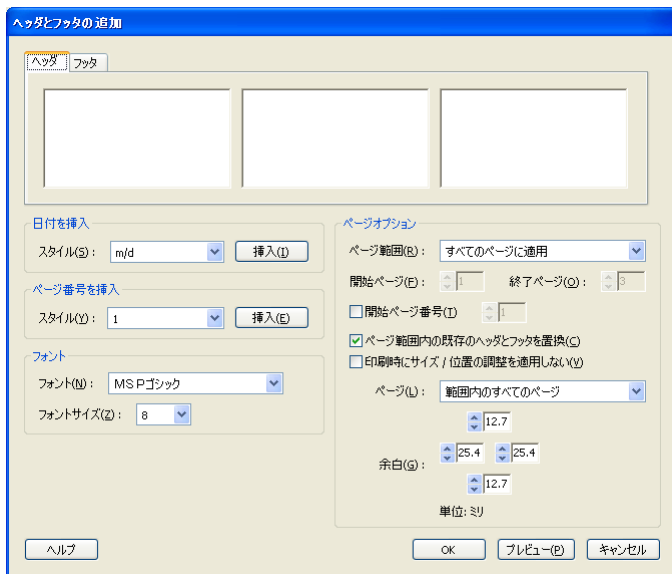 ヘッダとフッタの追加
ヘッダ フッタ
日付を挿入
スタイル(S): m/d 挿入(I)
ページ番号を挿入
スタイル(Y): 1 挿入(E)
フォント
フォント(N): MS Pゴシック
フォントサイズ(Z): 8
ページオプション
ページ範囲(R): すべてのページに適用
開始ページ(F): 1 終了ページ(O): 3
開始ページ番号(T) 1
ページ範囲内の既存のヘッダとフッタを置換(C)
印刷時にサイズ / 位置の調整を適用しない(V)
ページ(L): 範囲内のすべてのページ
12.7
余白(G): 25.4 25.4
12.7
単位: ミリ
ヘルプ OK プレビュー(P) キャンセル